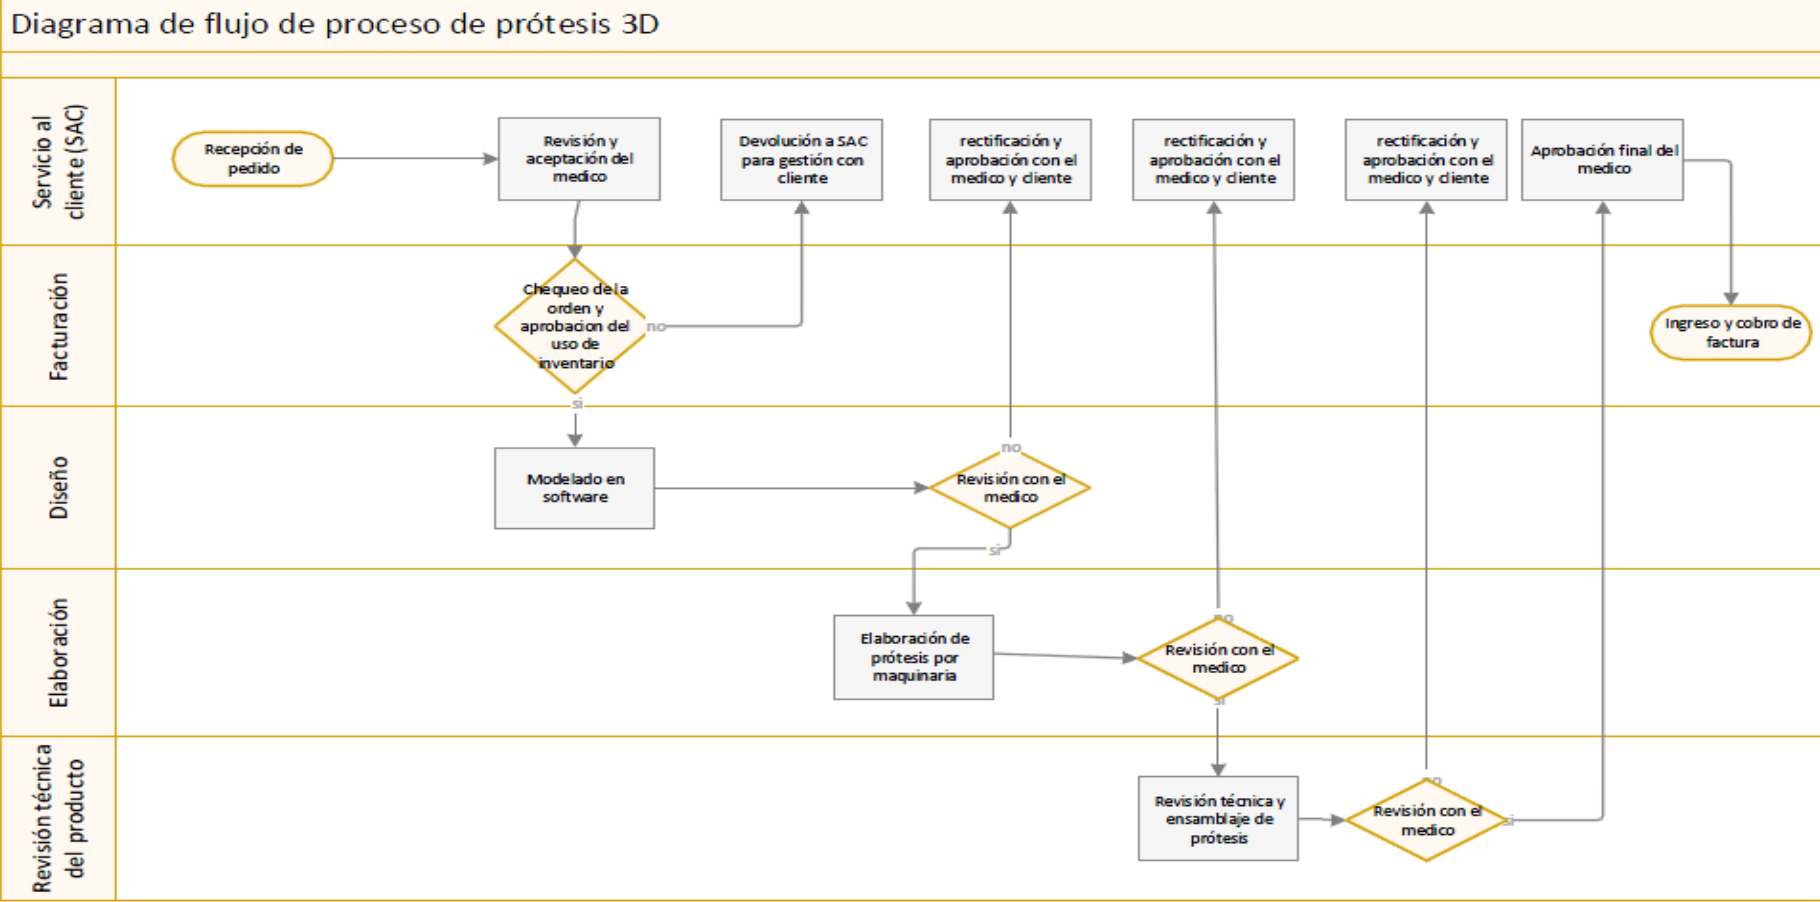 Diagrama de flujo de proceso de prótesis 3D
Servicio al
cliente (SAC)
Recepción de
pedido
Revisión y
aceptación del
medico
Devolución a SAC
para gestión con
cliente
rectificación y
aprobación con el
medico y cliente
rectificación y
aprobación con el
medico y cliente
rectificación y
aprobación con el
medico y cliente
Aprobación final del
medico
Facturación
Chequeo de la
orden y
aprobacion del
uso de
inventario
no
si
Ingreso y cobro de
factura
Diseño
Modelado en
software
no
Revisión con el
medico
si
Elaboración
Elaboración de
prótesis por
maquinaria
no
Revisión con el
medico
si
Revisión técnica
del producto
Revisión técnica y
ensamblaje de
prótesis
no
Revisión con el
medico
si